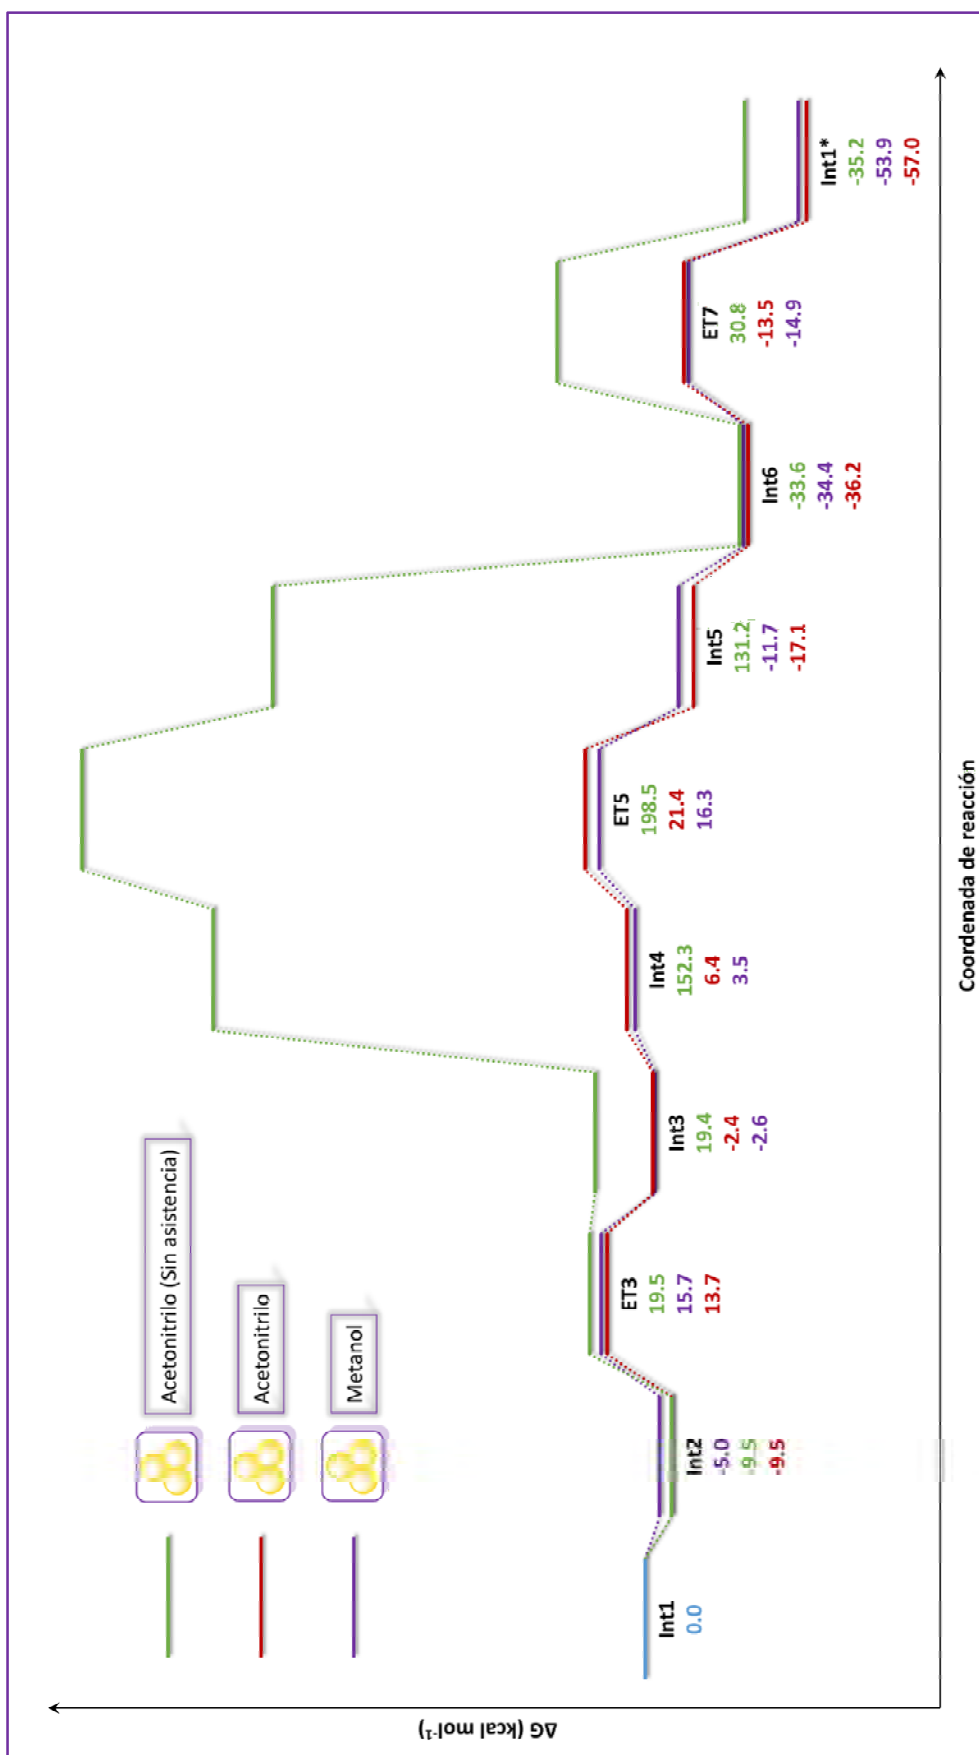 ΔG (kcal mol⁻¹)
Acetonitrilo (Sin asistencia)
Acetonitrilo
Metanol
Int1
0.0
Int2
-5.0
-9.5
-9.5
ET3
19.5
15.7
13.7
Int3
19.4
-2.4
-2.6
Int4
152.3
6.4
3.5
ET5
198.5
21.4
16.3
Int5
131.2
-11.7
-17.1
Int6
-33.6
-34.4
-36.2
ET7
30.8
-13.5
-14.9
Int1*
-35.2
-53.9
-57.0
Coordenada de reacción